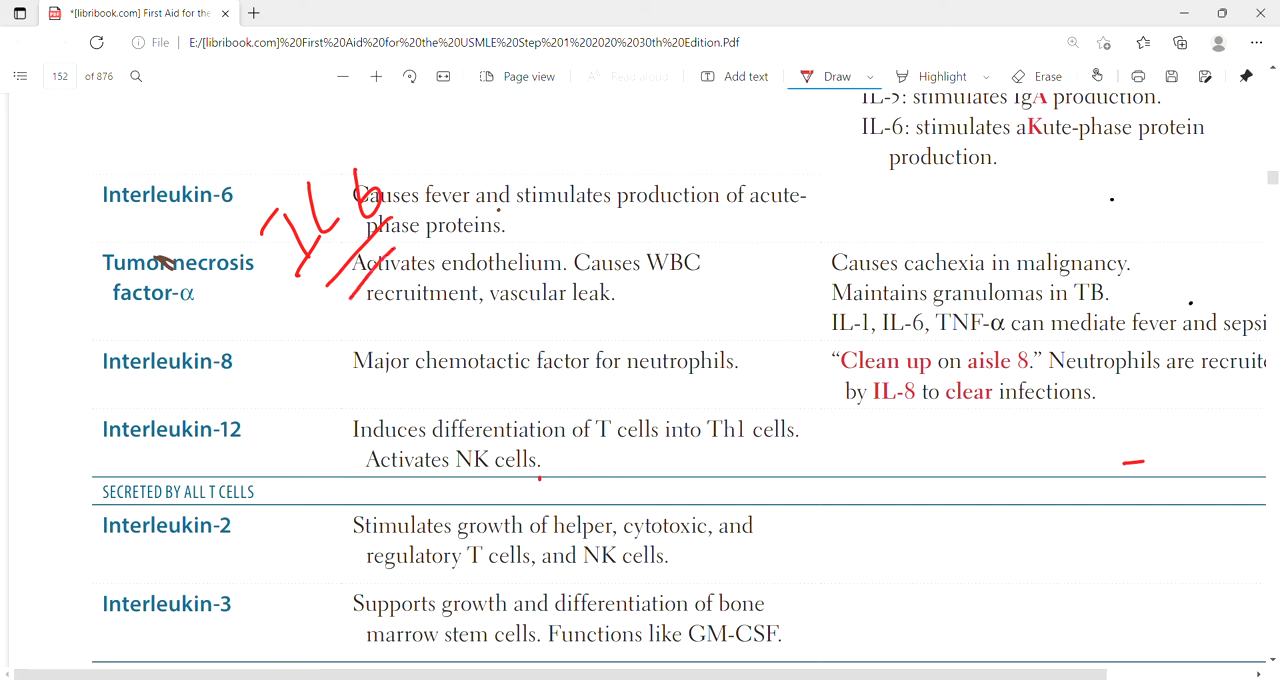 *[libribook.com] First Aid for the
File | E:/[libribook.com]%20First%20Aid%20for%20the%20USMLE%20Step%201%202020%2030th%20Edition.Pdf
152 of 876 Page view Read aloud Add text Draw Highlight Erase
IL-5: stimulates IgA production.
IL-6: stimulates aKute-phase protein
production.
Interleukin-6 Causes fever and stimulates production of acute-
phase proteins.
IL 6
Tumor necrosis Activates endothelium. Causes WBC Causes cachexia in malignancy.
factor-α recruitment, vascular leak. Maintains granulomas in TB.
IL-1, IL-6, TNF-α can mediate fever and sepsi
Interleukin-8 Major chemotactic factor for neutrophils. “Clean up on aisle 8.” Neutrophils are recruite
by IL-8 to clear infections.
Interleukin-12 Induces differentiation of T cells into Th1 cells.
Activates NK cells.
SECRETED BY ALL T CELLS
Interleukin-2 Stimulates growth of helper, cytotoxic, and
regulatory T cells, and NK cells.
Interleukin-3 Supports growth and differentiation of bone
marrow stem cells. Functions like GM-CSF.